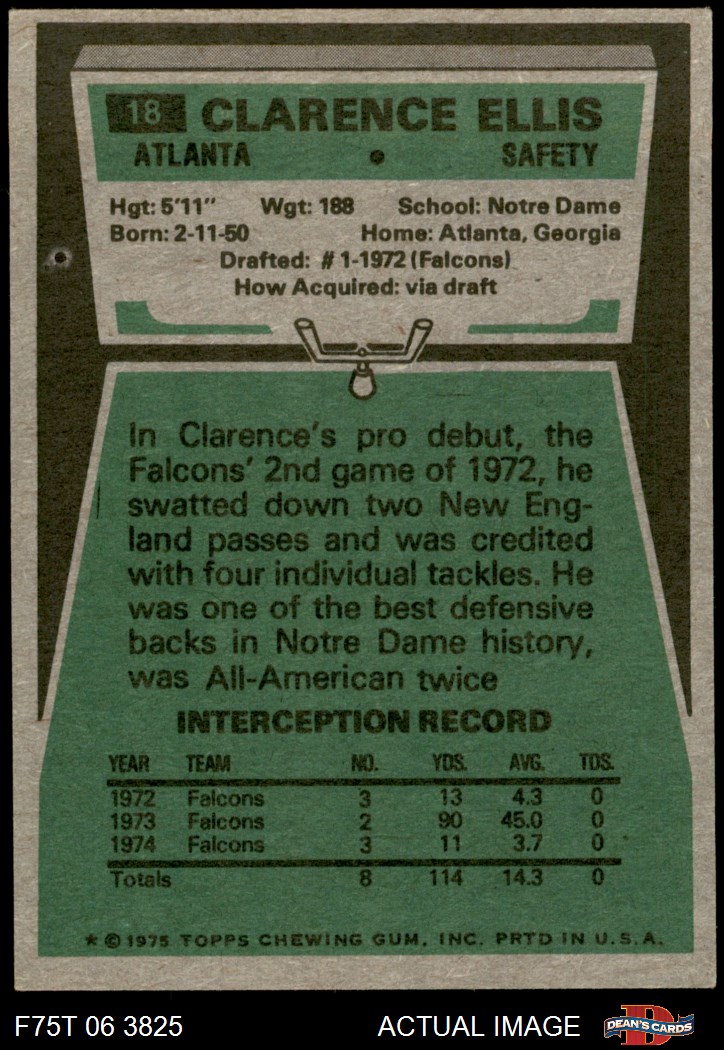 18 CLARENCE ELLIS
ATLANTA • SAFETY
Hgt: 5'11" Wgt: 188 School: Notre Dame
Born: 2-11-50 Home: Atlanta, Georgia
Drafted: #1-1972 (Falcons)
How Acquired: via draft
In Clarence's pro debut, the
Falcons' 2nd game of 1972, he
swatted down two New Eng-
land passes and was credited
with four individual tackles. He
was one of the best defensive
backs in Notre Dame history,
was All-American twice
INTERCEPTION RECORD
YEAR TEAM NO. YDS. AVG. TDS.
1972 Falcons 3 13 4.3 0
1973 Falcons 2 90 45.0 0
1974 Falcons 3 11 3.7 0
Totals 8 114 14.3 0
* © 1975 TOPPS CHEWING GUM, INC. PRTD IN U.S.A.
F75T 06 3825 ACTUAL IMAGE D DEAN'S CARDS